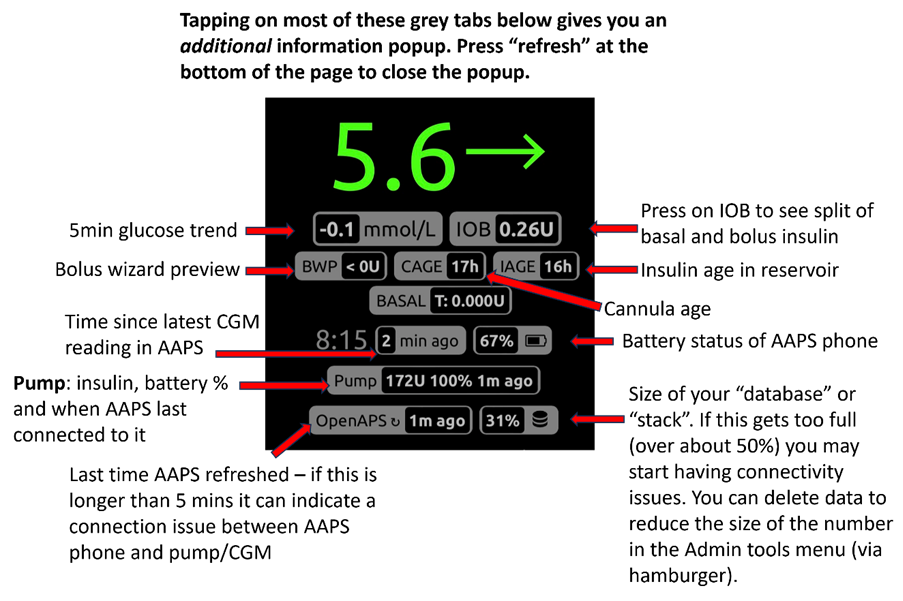 Tapping on most of these grey tabs below gives you an
additional information popup. Press “refresh” at the
bottom of the page to close the popup.
5.6→
5min glucose trend
-0.1 mmol/L
IOB 0.26U
Press on IOB to see split of
basal and bolus insulin
Bolus wizard preview
BWP < 0U
CAGE 17h
IAGE 16h
Insulin age in reservoir
BASAL T: 0.000U
Cannula age
Time since latest CGM
reading in AAPS
8:15
2 min ago
67%
Battery status of AAPS phone
Pump: insulin, battery %
and when AAPS last
connected to it
Pump 172U 100% 1m ago
OpenAPS ↻ 1m ago
31%
Size of your “database” or
“stack”. If this gets too full
(over about 50%) you may
start having connectivity
issues. You can delete data to
reduce the size of the number
in the Admin tools menu (via
hamburger).
Last time AAPS refreshed – if this is
longer than 5 mins it can indicate a
connection issue between AAPS
phone and pump/CGM